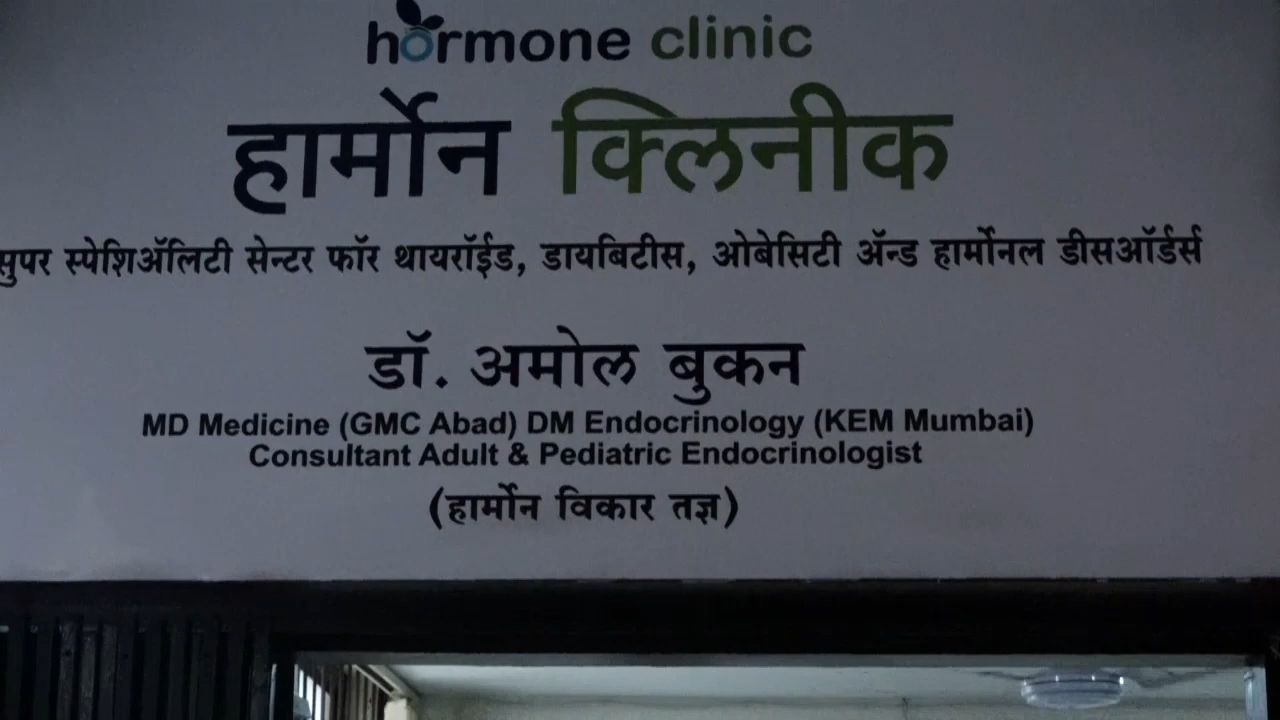 hormone clinic
हार्मोन क्लिनीक
सुपर स्पेशिॲलिटी सेन्टर फॉर थायरॉईड, डायबिटीस, ओबेसिटी ॲन्ड हार्मोनल डीसऑर्डर्स
डॉ. अमोल बुकन
MD Medicine (GMC Abad) DM Endocrinology (KEM Mumbai)
Consultant Adult & Pediatric Endocrinologist
(हार्मोन विकार तज्ञ)